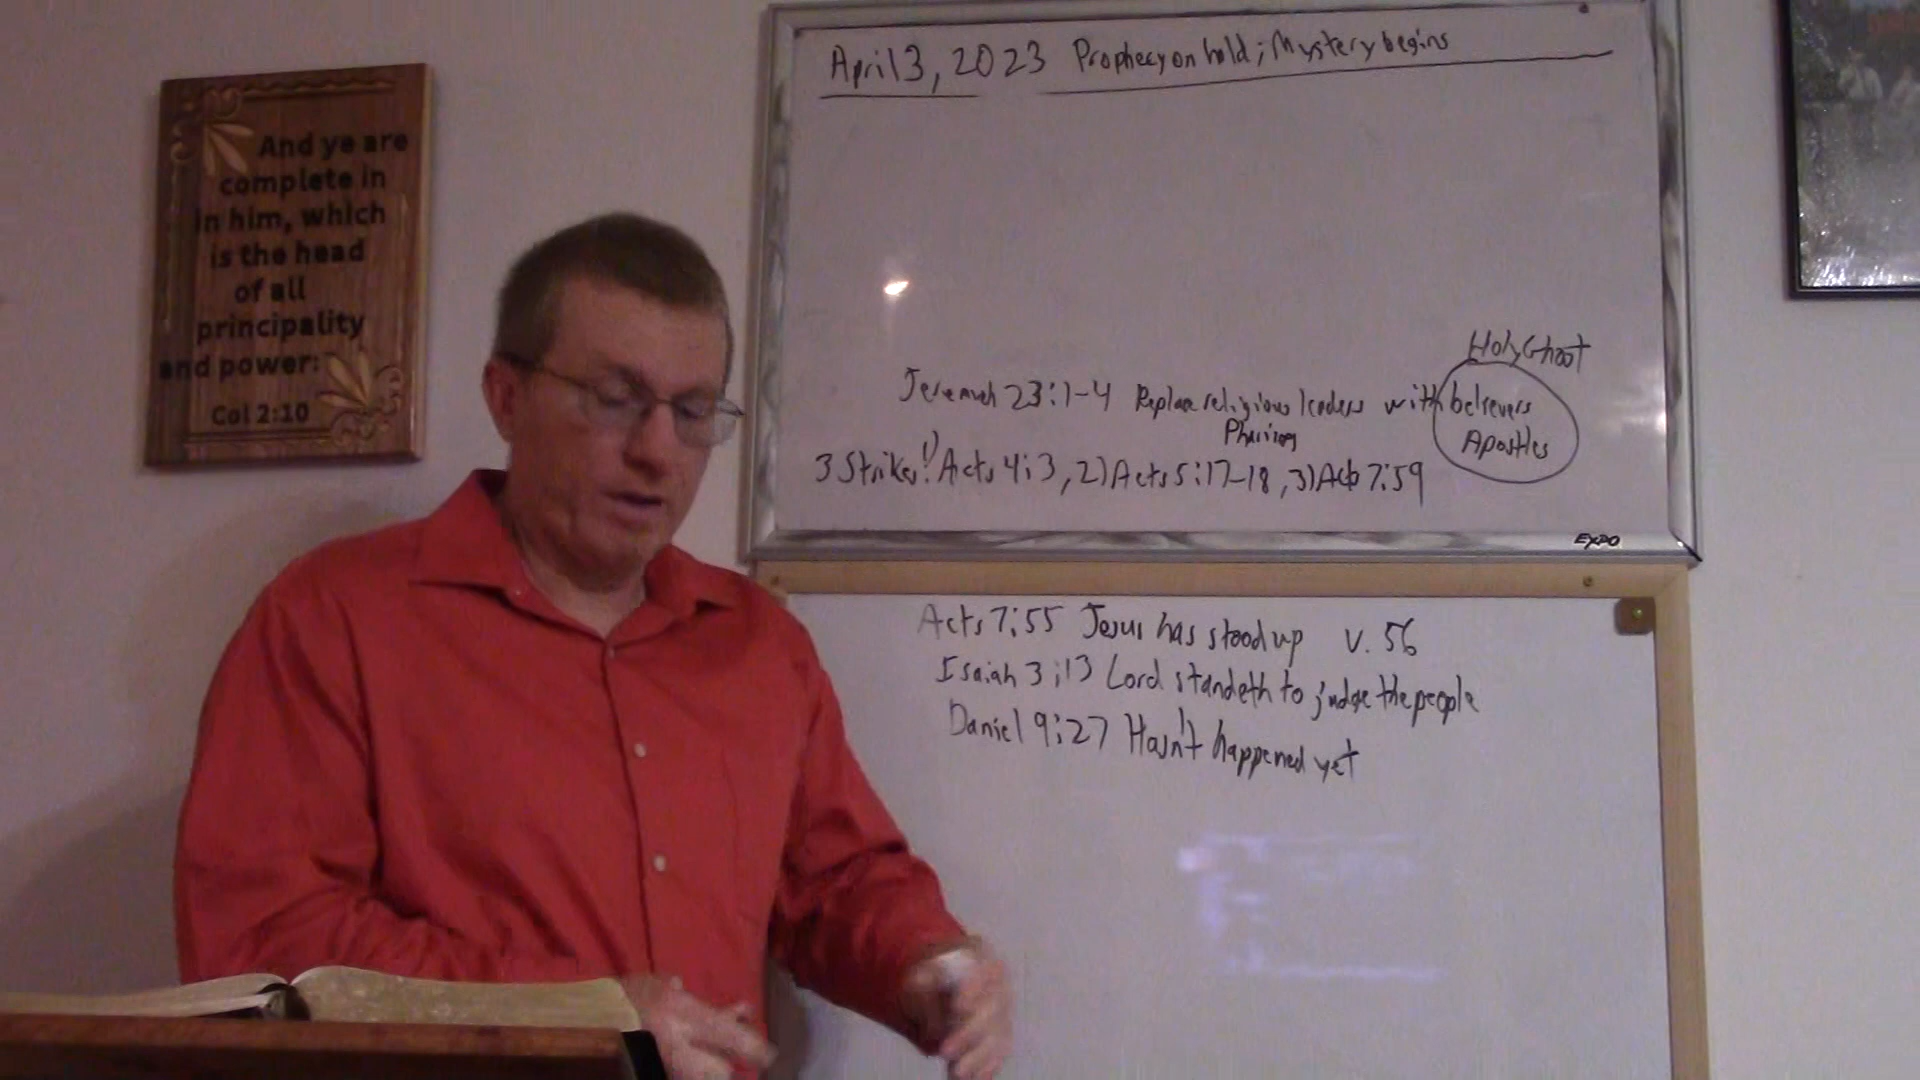 And ye are
complete in
in him, which
is the head
of all
principality
and power:
Col 2:10
April 3, 2023 Prophecy on hold; Mystery begins
Holy Ghost
Jeremiah 23:1-4 Replace religious leaders with believers
Apostles
3 Strikes! 1) Acts 4:3, 2) Acts 5:17-18, 3) Acts 7:59
EXPO
Acts 7:55 Jesus has stood up v. 56
Isaiah 3:13 Lord standeth to judge the people
Daniel 9:27 Hasn't happened yet